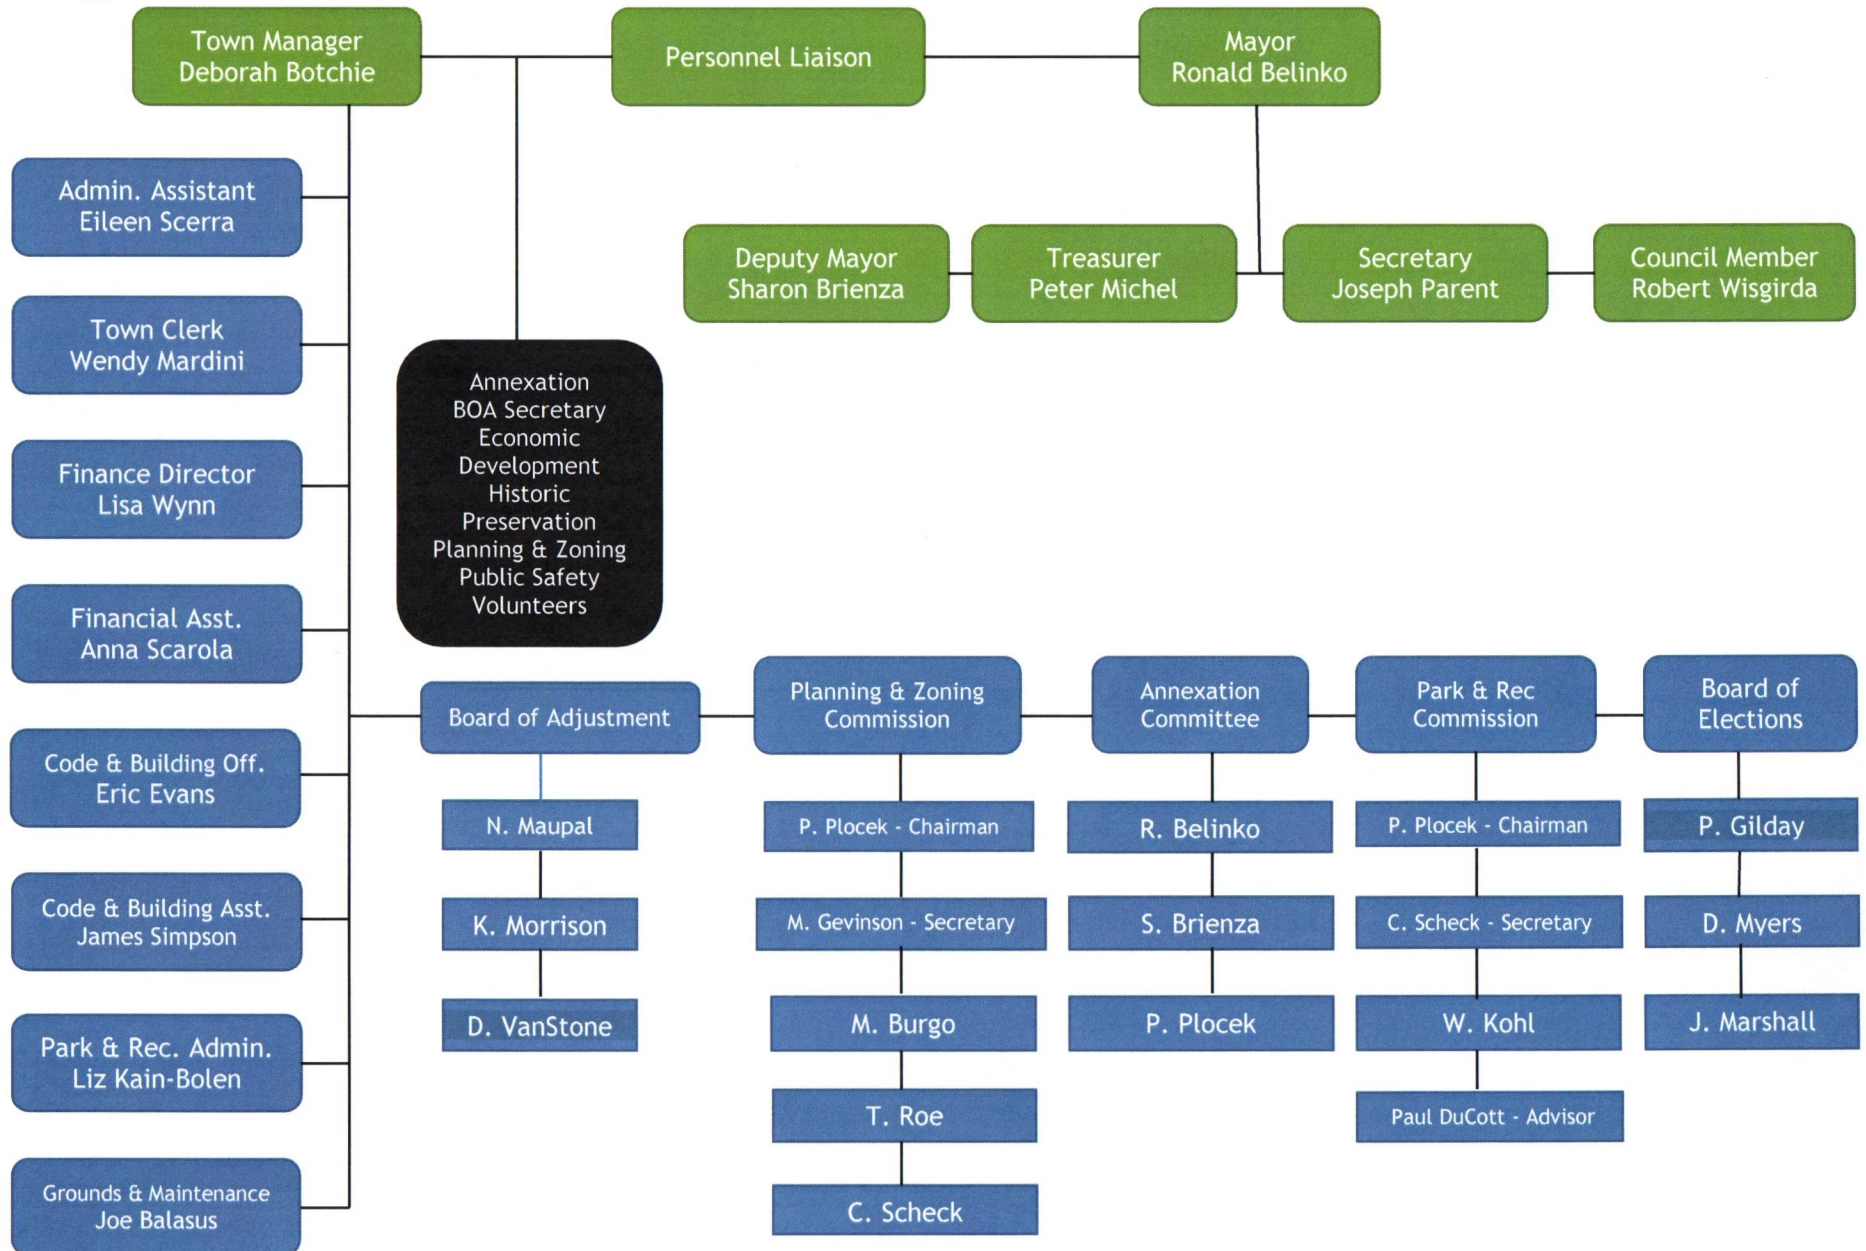 Town Manager
Deborah Botchie
Personnel Liaison
Mayor
Ronald Belinko
Admin. Assistant
Eileen Scerra
Town Clerk
Wendy Mardini
Finance Director
Lisa Wynn
Financial Asst.
Anna Scarola
Code & Building Off.
Eric Evans
Code & Building Asst.
James Simpson
Park & Rec. Admin.
Liz Kain-Bolen
Grounds & Maintenance
Joe Balasus
Deputy Mayor
Sharon Brienza
Treasurer
Peter Michel
Secretary
Joseph Parent
Council Member
Robert Wisgirda
Annexation
BOA Secretary
Economic
Development
Historic
Preservation
Planning & Zoning
Public Safety
Volunteers
Board of Adjustment
N. Maupal
K. Morrison
D. VanStone
Planning & Zoning
Commission
P. Plocek - Chairman
M. Gevinson - Secretary
M. Burgo
T. Roe
C. Scheck
Annexation
Committee
R. Belinko
S. Brienza
P. Plocek
Park & Rec
Commission
P. Plocek - Chairman
C. Scheck - Secretary
W. Kohl
Paul DuCott - Advisor
Board of
Elections
P. Gilday
D. Myers
J. Marshall